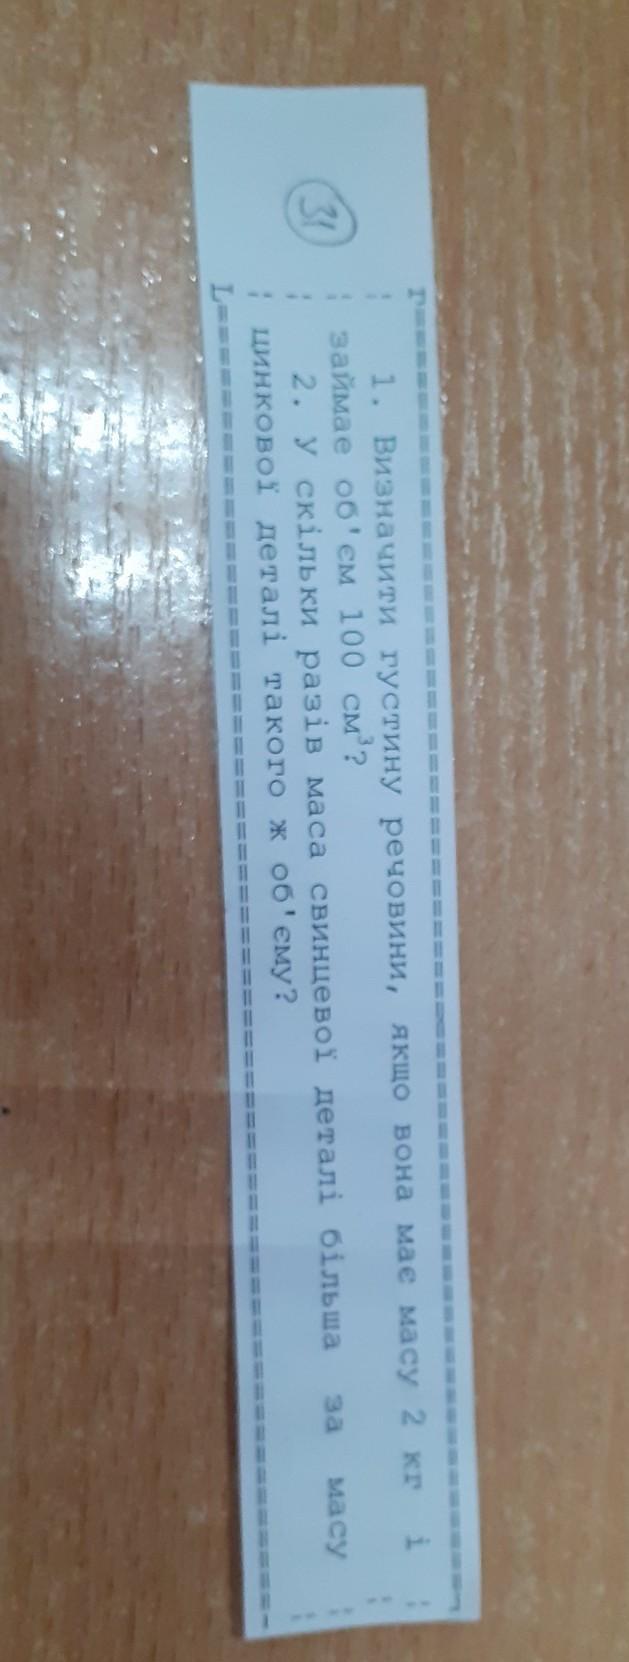 31
1. Визначити густину речовини, якщо вона має масу 2 кг і
займає об'єм 100 см³?
2. У скільки разів маса свинцевої деталі більша за масу
цинкової деталі такого ж об'єму?